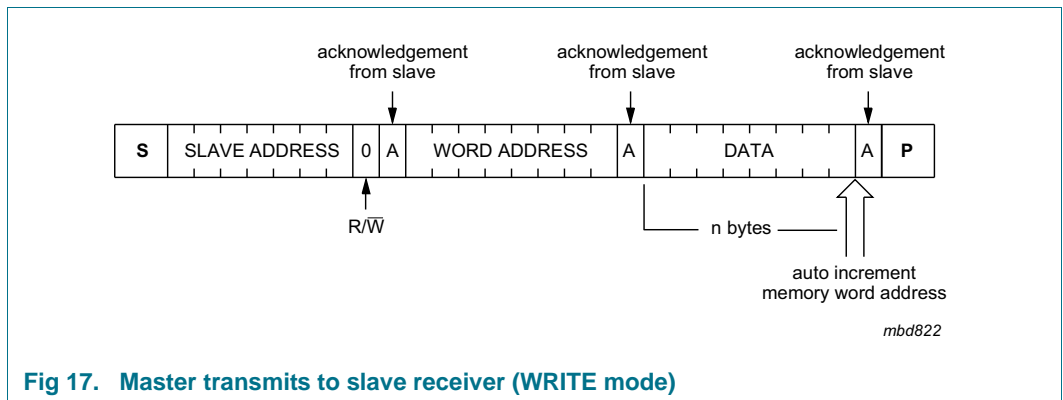 acknowledgement
from slave
acknowledgement
from slave
acknowledgement
from slave
S SLAVE ADDRESS 0 A WORD ADDRESS A DATA A P
R/W̅
n bytes
auto increment
memory word address
mbd822
Fig 17. Master transmits to slave receiver (WRITE mode)